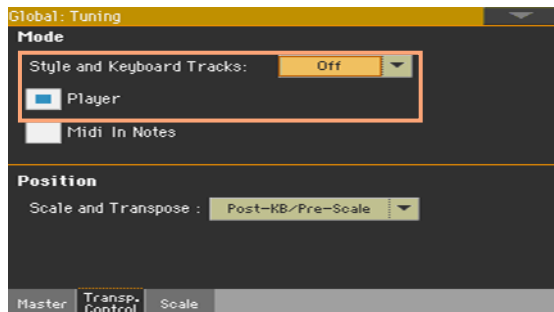 Global: Tuning
Mode
Style and Keyboard Tracks: Off
Player
Midi In Notes
Position
Scale and Transpose : Post-KB/Pre-Scale
Master Transp. Control Scale